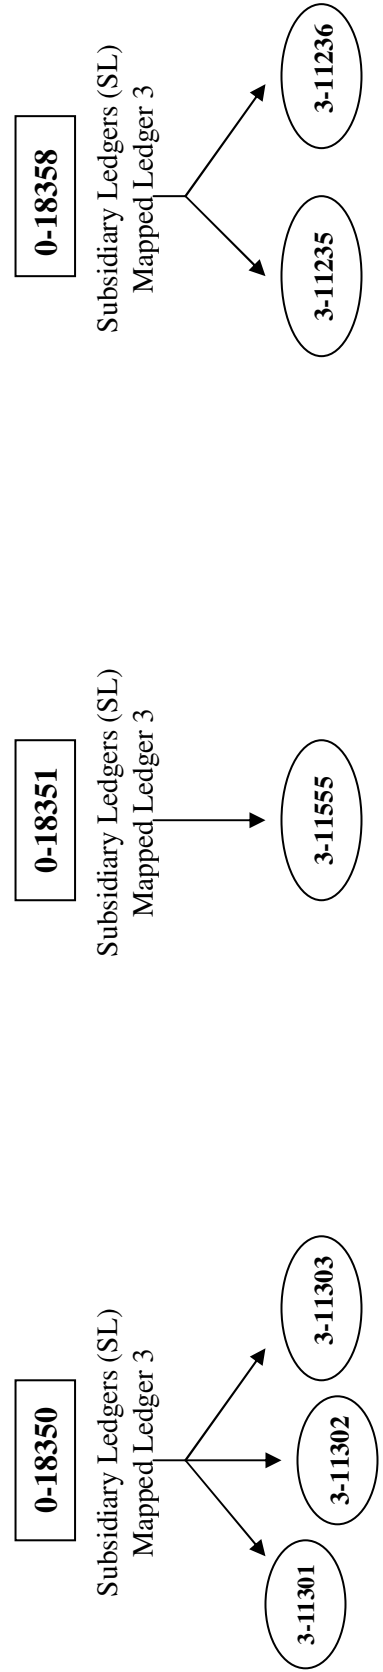 0-18350
Subsidiary Ledgers (SL)
Mapped Ledger 3
3-11301
3-11302
3-11303
0-18351
Subsidiary Ledgers (SL)
Mapped Ledger 3
3-11555
0-18358
Subsidiary Ledgers (SL)
Mapped Ledger 3
3-11235
3-11236